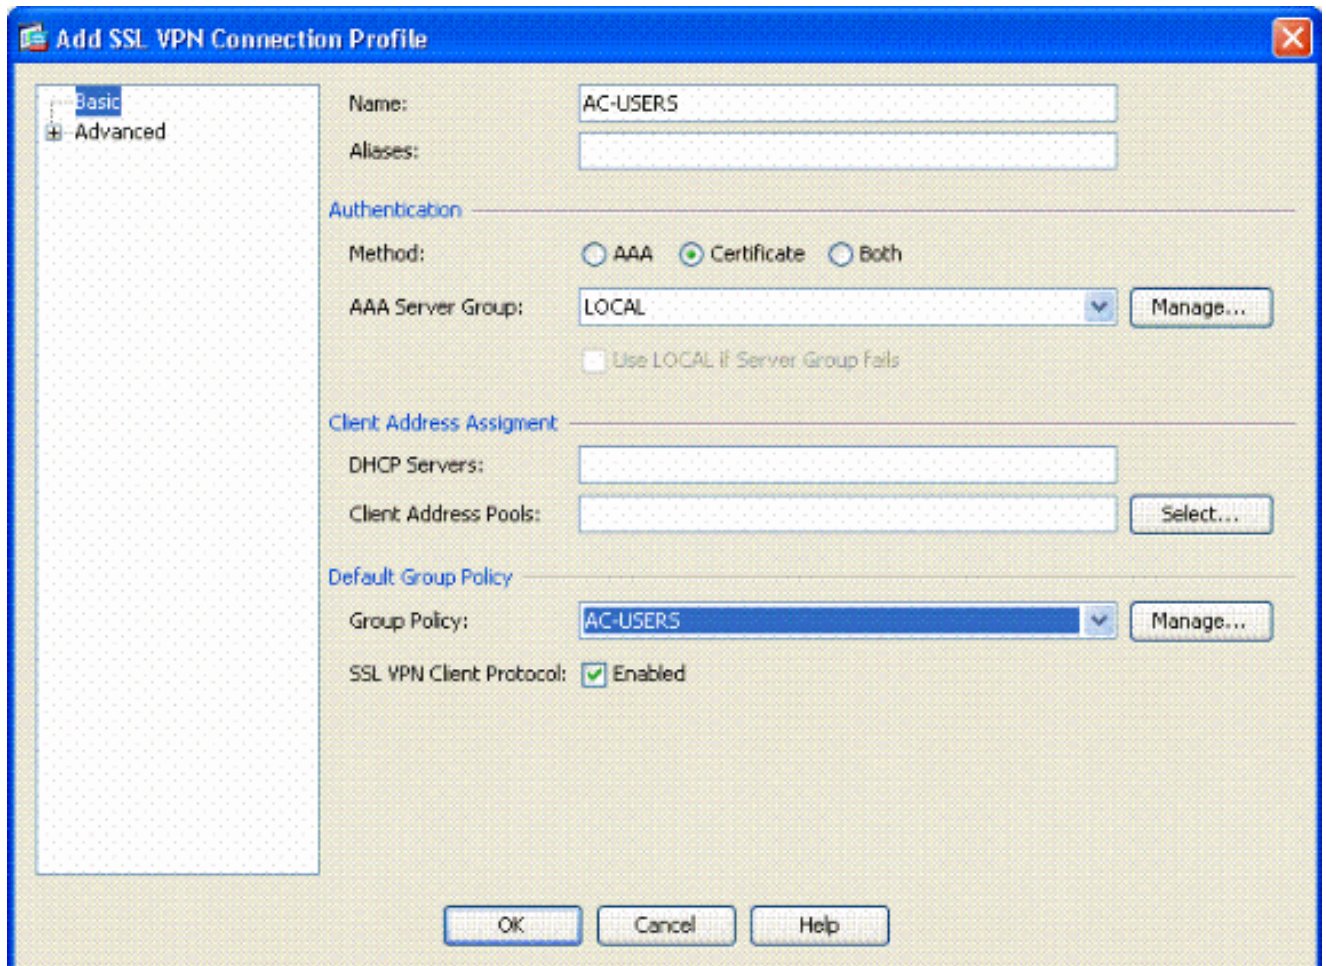 Add SSL VPN Connection Profile
Basic
Advanced
Name: AC-USERS
Aliases:
Authentication
Method: AAA Certificate Both
AAA Server Group: LOCAL Manage...
Use LOCAL if Server Group fails
Client Address Assigment
DHCP Servers:
Client Address Pools: Select...
Default Group Policy
Group Policy: AC-USERS Manage...
SSL VPN Client Protocol: Enabled
OK Cancel Help